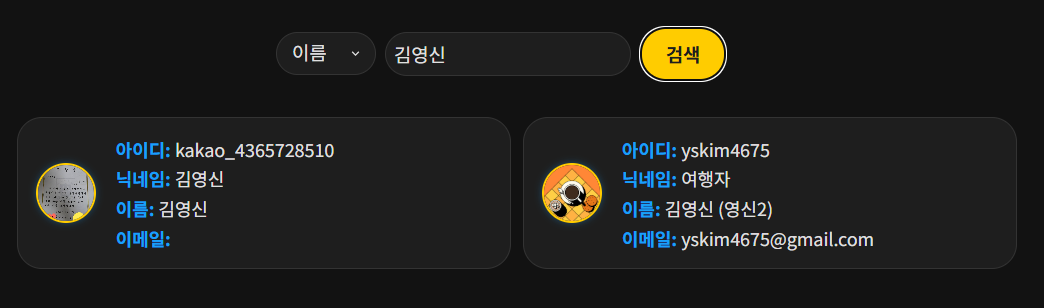 이름
김영신
검색
아이디: kakao_4365728510
닉네임: 김영신
이름: 김영신
이메일:
아이디: yskim4675
닉네임: 여행자
이름: 김영신 (영신2)
이메일: yskim4675@gmail.com